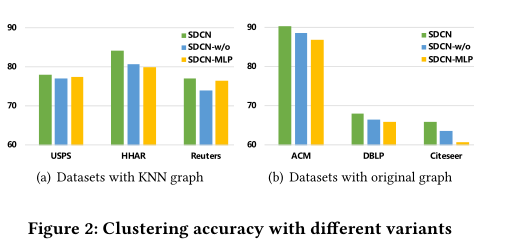 90
80
70
60
SDCN
SDCN-w/o
SDCN-MLP
USPS HHAR Reuters
(a) Datasets with KNN graph
90
80
70
60
SDCN
SDCN-w/o
SDCN-MLP
ACM DBLP Citeseer
(b) Datasets with original graph
Figure 2: Clustering accuracy with different variants